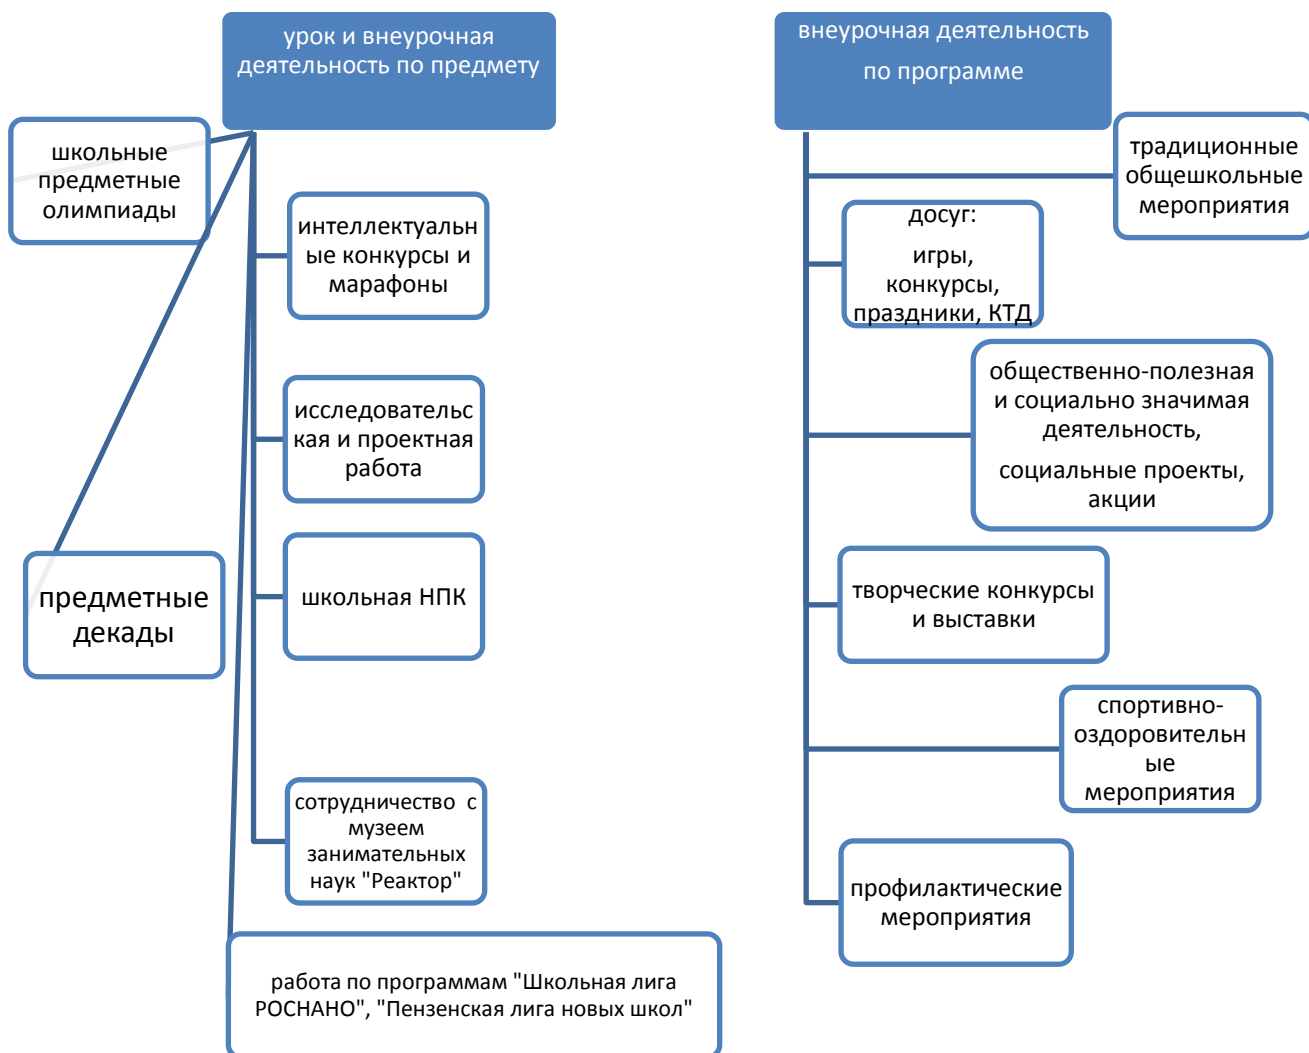 урок и внеурочная
деятельность по предмету
школьные
предметные
олимпиады
интеллектуальн
ые конкурсы и
марафоны
исследовательс
кая и проектная
работа
предметные
декады
школьная НПК
сотрудничество с
музеем
занимательных
наук "Реактор"
работа по программам "Школьная лига
РОСНАНО", "Пензенская лига новых школ"
внеурочная деятельность
по программе
традиционные
общешкольные
мероприятия
досуг:
игры,
конкурсы,
праздники, КТД
общественно-полезная
и социально значимая
деятельность,
социальные проекты,
акции
творческие конкурсы
и выставки
спортивно-
оздоровительн
ые
мероприятия
профилактические
мероприятия